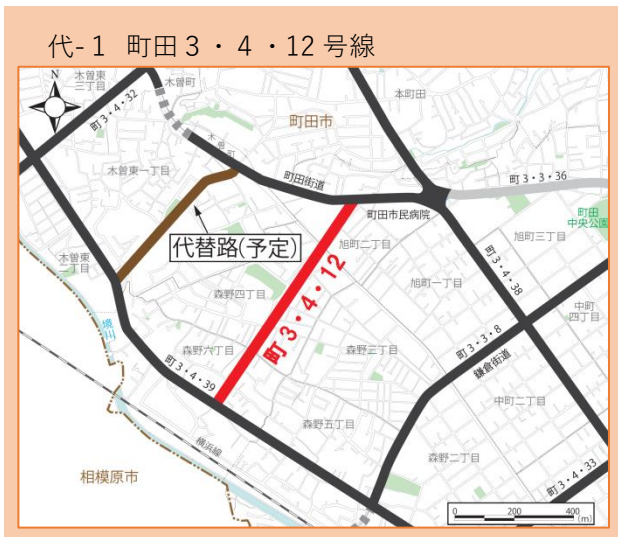 代-1 町田3・4・12号線
N
木曽東
三丁目
木曽町
本町田
町3・4・32
町田市
木曽町
木曽東一丁目
町田街道
町3・3・36
町田市民病院
町田
中央公園
代替路(予定)
旭町二丁目
旭町三丁目
木曽東
二丁目
町3・4・12
町3・4・38
旭町一丁目
森野四丁目
中町
四丁目
境川
森野六丁目
森野三丁目
町3・3・8
鎌倉街道
町3・4・39
中町二丁目
森野五丁目
横浜線
森野二丁目
町3・4・33
相模原市
0 200 400
(m)